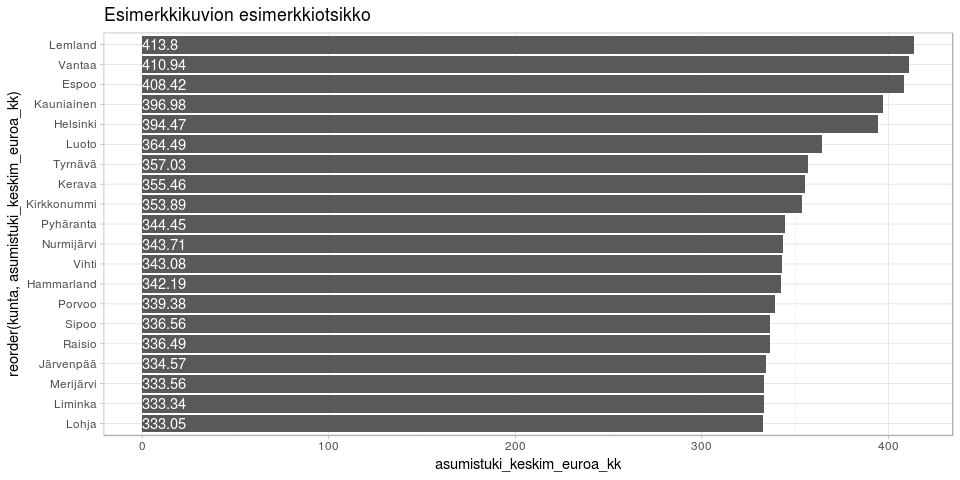 Esimerkkikuvion esimerkkiotsikko
reorder(kunta, asumistuki_keskim_euroa_kk)
Lemland 413.8
Vantaa 410.94
Espoo 408.42
Kauniainen 396.98
Helsinki 394.47
Luoto 364.49
Tyrnävä 357.03
Kerava 355.46
Kirkkonummi 353.89
Pyhäranta 344.45
Nurmijärvi 343.71
Vihti 343.08
Hammarland 342.19
Porvoo 339.38
Sipoo 336.56
Raisio 336.49
Järvenpää 334.57
Merijärvi 333.56
Liminka 333.34
Lohja 333.05
0 100 200 300 400
asumistuki_keskim_euroa_kk